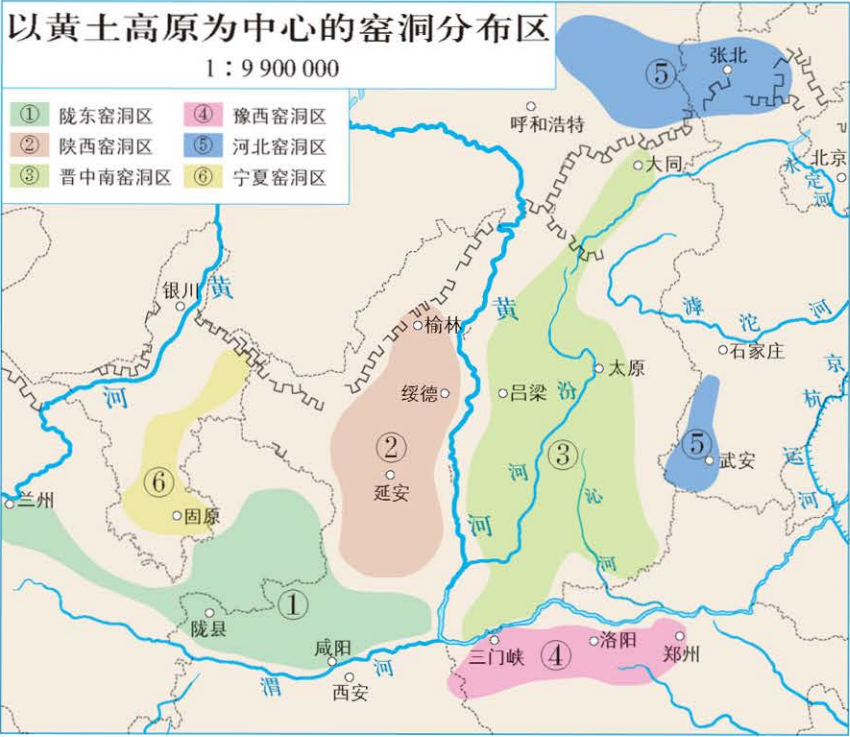 以黄土高原为中心的窑洞分布区
1：9 900 000
① 陇东窑洞区 ④ 豫西窑洞区
② 陕西窑洞区 ⑤ 河北窑洞区
③ 晋中南窑洞区 ⑥ 宁夏窑洞区
⑤
张北
呼和浩特
北京
大同
永定河
银川
黄
河
黄
河
榆林
滹沱河
石家庄
太原
绥德
吕梁
汾
河
京杭运河
②
③
⑤
武安
⑥
延安
沁
河
兰州
固原
①
陇县
咸阳
三门峡
④
洛阳
郑州
渭河
西安